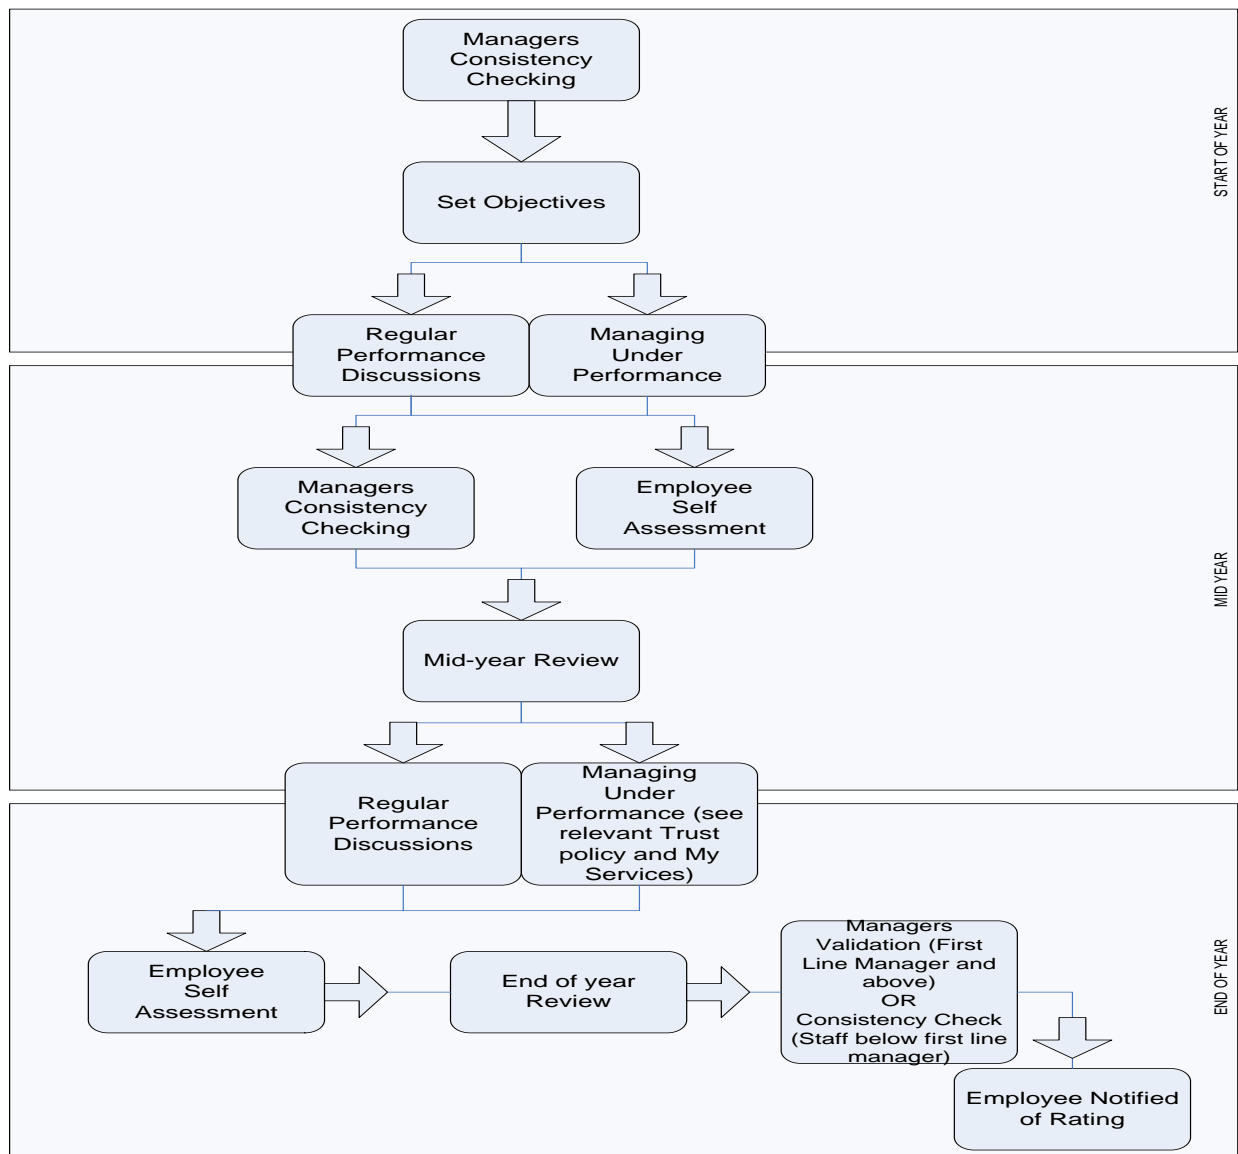 Managers
Consistency
Checking
START OF YEAR
Set Objectives
Regular
Performance
Discussions
Managing
Under
Performance
Managers
Consistency
Checking
Employee
Self
Assessment
MID YEAR
Mid-year Review
Regular
Performance
Discussions
Managing
Under
Performance (see
relevant Trust
policy and My
Services)
Employee
Self
Assessment
End of year
Review
Managers
Validation (First
Line Manager and
above)
OR
Consistency Check
(Staff below first line
manager)
END OF YEAR
Employee Notified
of Rating